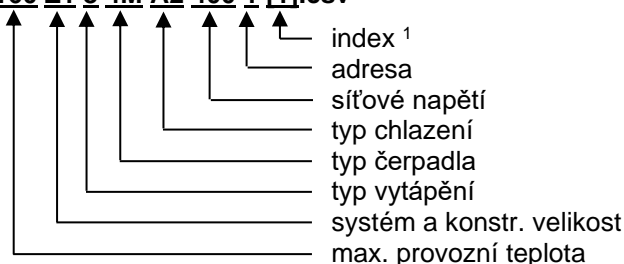 index ¹
adresa
síťové napětí
typ chlazení
typ čerpadla
typ vytápění
systém a konstr. velikost
max. provozní teplota